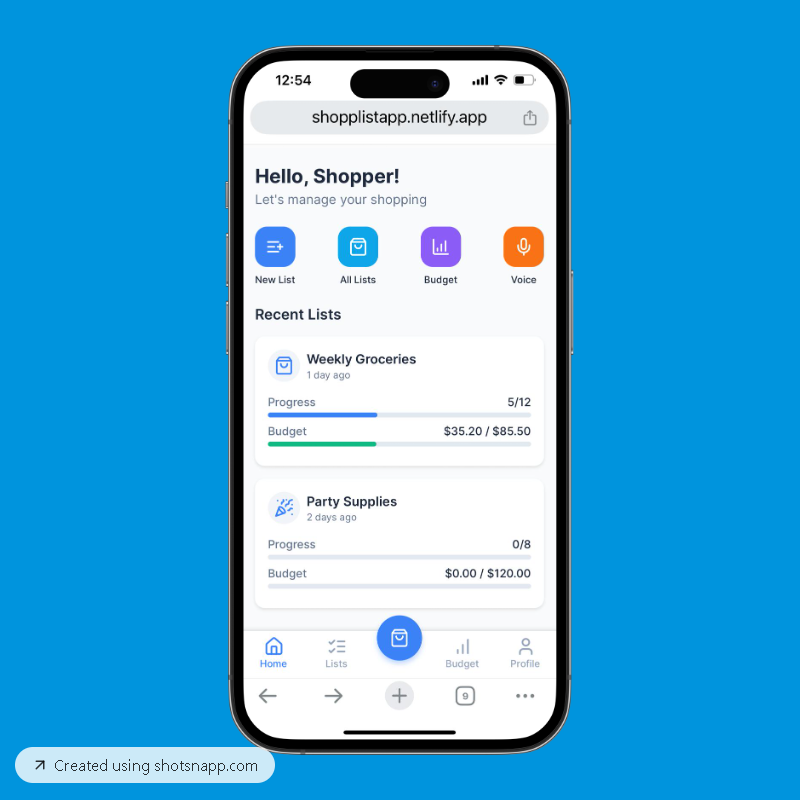 12:54
shopplistapp.netlify.app
Hello, Shopper!
Let's manage your shopping
New List
All Lists
Budget
Voice
Recent Lists
Weekly Groceries
1 day ago
Progress 5/12
Budget $35.20 / $85.50
Party Supplies
2 days ago
Progress 0/8
Budget $0.00 / $120.00
Home
Lists
Budget
Profile
9
Created using shotsnapp.com